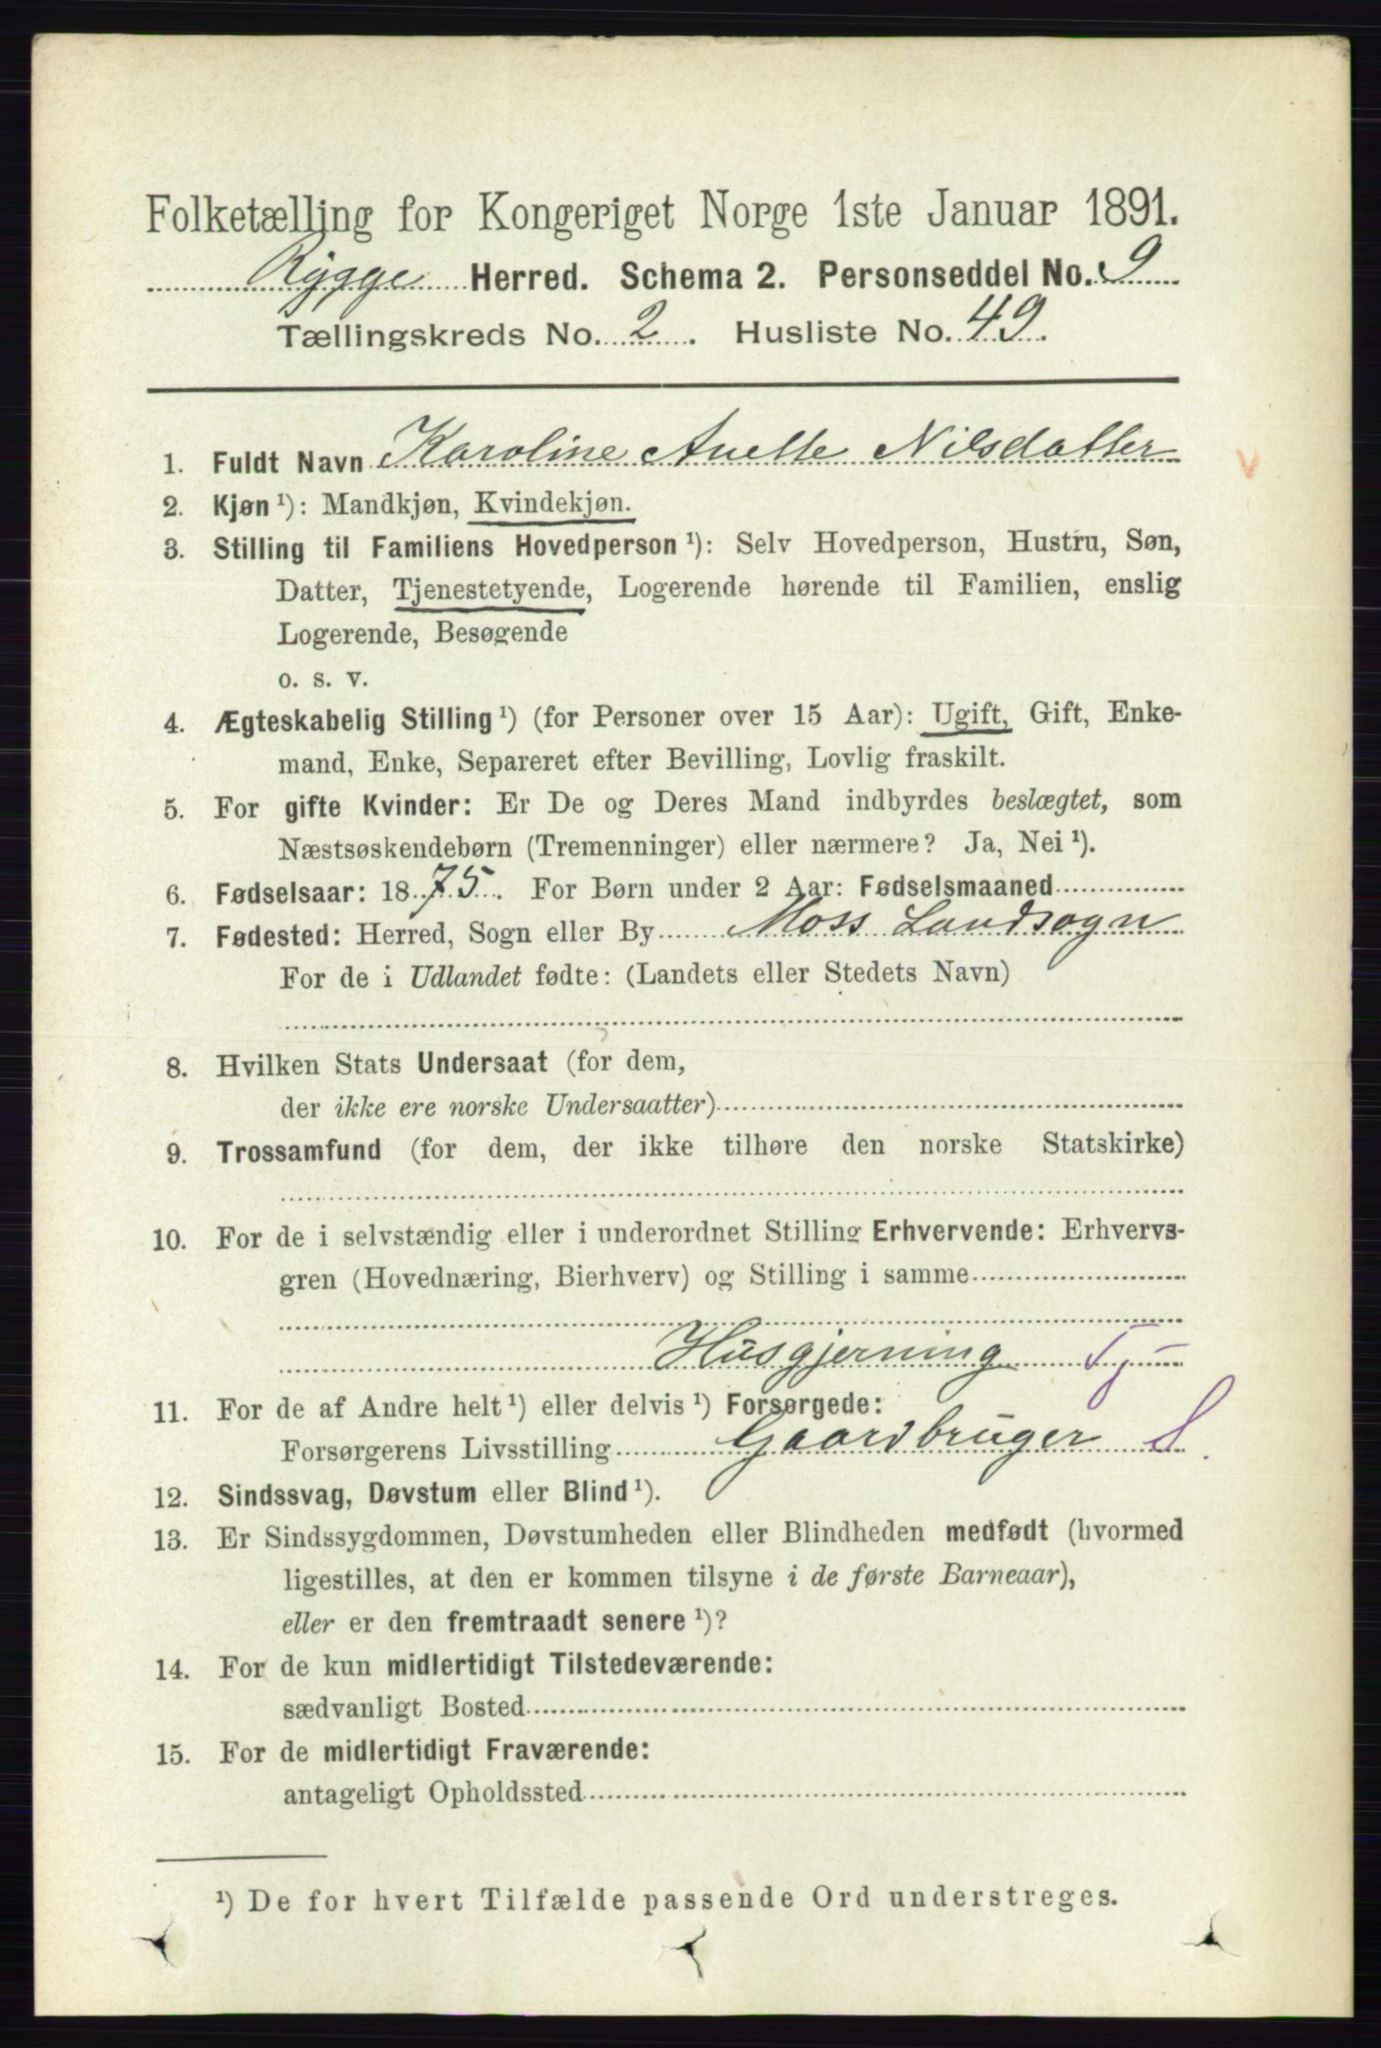 Folketælling for Kongeriget Norge 1ste Januar 1891.
Rygge Herred. Schema 2. Personseddel No. 9
Tællingskreds No. 2. Husliste No. 49.
1. Fuldt Navn Karoline Anette Nilsdatter
2. Kjøn ¹): Mandkjøn, Kvindekjøn.
3. Stilling til Familiens Hovedperson ¹): Selv Hovedperson, Hustru, Søn,
Datter, Tjenestetyende, Logerende hørende til Familien, enslig
Logerende, Besøgende
o. s. v.
4. Ægteskabelig Stilling ¹) (for Personer over 15 Aar): Ugift, Gift, Enke-
mand, Enke, Separeret efter Bevilling, Lovlig fraskilt.
5. For gifte Kvinder: Er De og Deres Mand indbyrdes beslægtet, som
Næstsøskendebørn (Tremenninger) eller nærmere? Ja, Nei ¹).
6. Fødselsaar: 1875. For Børn under 2 Aar: Fødselsmaaned
7. Fødested: Herred, Sogn eller By Moss Landsogn
For de i Udlandet fødte: (Landets eller Stedets Navn)
8. Hvilken Stats Undersaat (for dem,
der ikke ere norske Undersaatter)
9. Trossamfund (for dem, der ikke tilhøre den norske Statskirke)
10. For de i selvstændig eller i underordnet Stilling Erhvervende: Erhvervs-
gren (Hovednæring, Bierhverv) og Stilling i samme
Husgjerning Tj
11. For de af Andre helt ¹) eller delvis ¹) Forsørgede:
Forsørgerens Livsstilling Gaardbruger S.
12. Sindssvag, Døvstum eller Blind ¹).
13. Er Sindssygdommen, Døvstumheden eller Blindheden medfødt (hvormed
ligestilles, at den er kommen tilsyne i de første Barneaar),
eller er den fremtraadt senere ¹)?
14. For de kun midlertidigt Tilstedeværende:
sædvanligt Bosted
15. For de midlertidigt Fraværende:
antageligt Opholdssted
¹) De for hvert Tilfælde passende Ord understreges.